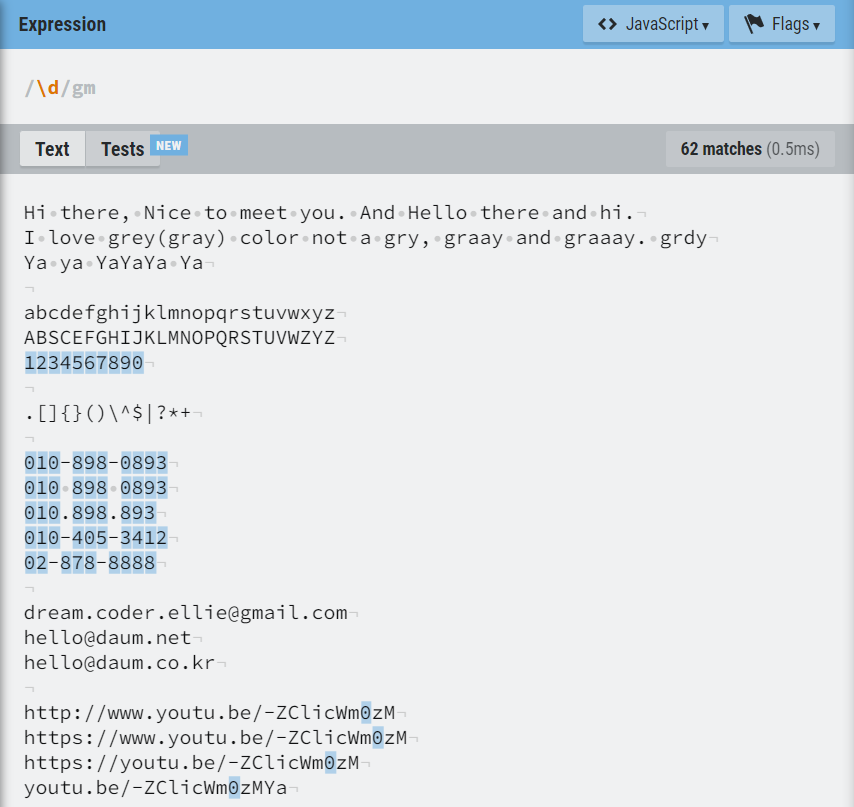 Expression
<> JavaScript ▾
Flags ▾
/\d/gm
Text
Tests
NEW
62 matches (0.5ms)
Hi there, Nice to meet you. And Hello there and hi.
I love grey(gray) color not a gry, graay and graaay. grdy
Ya ya YaYaYa Ya
abcdefghijklmnopqrstuvwxyz
ABSCEFGHIJKLMNOPQRSTUVWZYZ
1234567890
.[]{}()\^$|?*+
010-898-0893
010 898 0893
010.898.893
010-405-3412
02-878-8888
dream.coder.ellie@gmail.com
hello@daum.net
hello@daum.co.kr
http://www.youtu.be/-ZClicWm0zM
https://www.youtu.be/-ZClicWm0zM
https://youtu.be/-ZClicWm0zM
youtu.be/-ZClicWm0zMYa